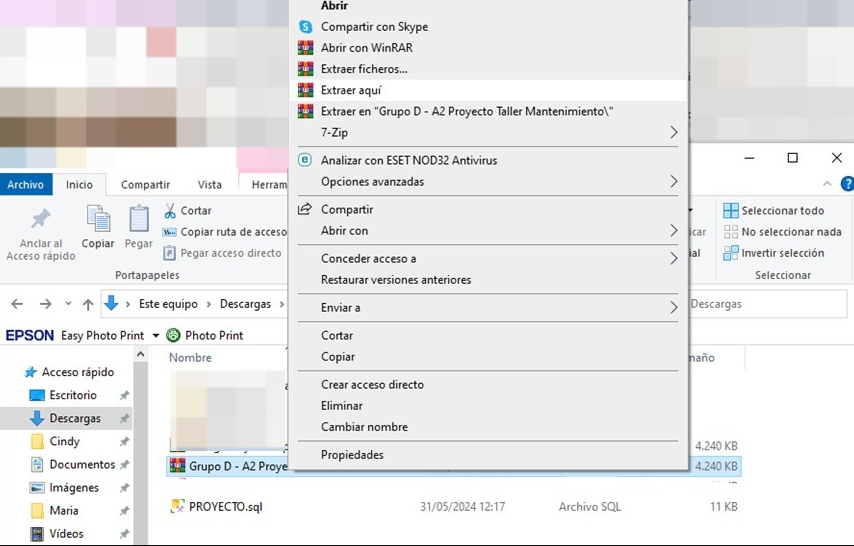 Abrir
Compartir con Skype
Abrir con WinRAR
Extraer ficheros...
Extraer aquí
Extraer en "Grupo D - A2 Proyecto Taller Mantenimiento\"
7-Zip
Analizar con ESET NOD32 Antivirus
Opciones avanzadas
Compartir
Abrir con
Conceder acceso a
Restaurar versiones anteriores
Enviar a
Cortar
Copiar
Crear acceso directo
Eliminar
Cambiar nombre
Propiedades
Archivo Inicio Compartir Vista Herram
Anclar al
Acceso rápido
Copiar
Pegar
Cortar
Copiar ruta de acceso
Pegar acceso directo
Portapapeles
Seleccionar todo
No seleccionar nada
Invertir selección
Seleccionar
Este equipo > Descargas >
Descargas
EPSON Easy Photo Print Photo Print
Nombre
Acceso rápido
Escritorio
Descargas
Cindy
Documentos
Imágenes
Maria
Vídeos
4.240 KB
Grupo D - A2 Proye 4.240 KB
PROYECTO.sql 31/05/2024 12:17 Archivo SQL 11 KB